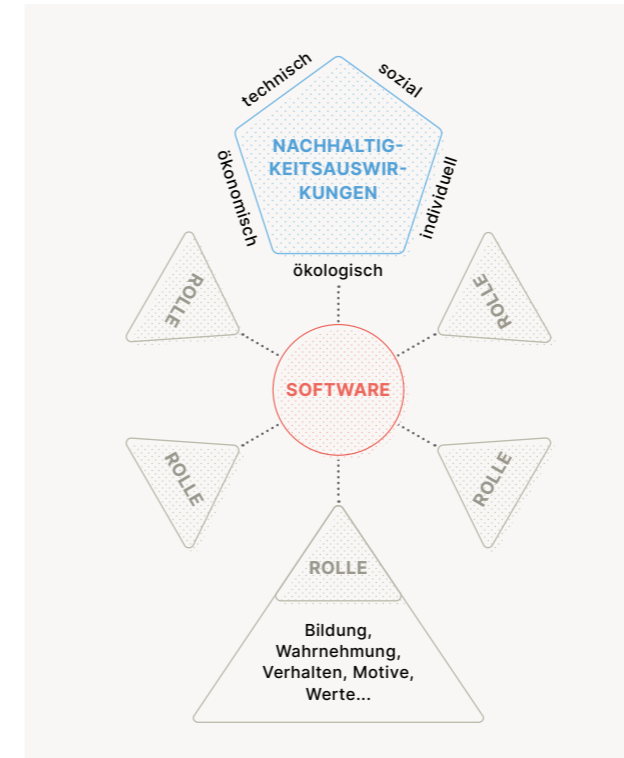 technisch
sozial
NACHHALTIG-
KEITSAUSWIR-
KUNGEN
ökonomisch
individuell
ökologisch
ROLLE
ROLLE
SOFTWARE
ROLLE
ROLLE
ROLLE
Bildung,
Wahrnehmung,
Verhalten, Motive,
Werte...